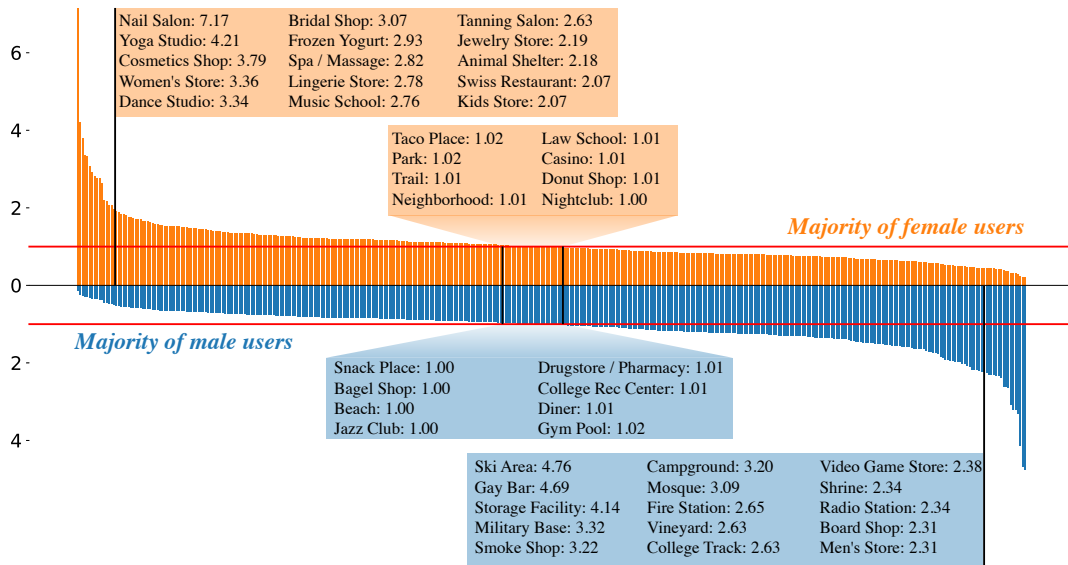 6
4
2
0
2
4
Nail Salon: 7.17 Bridal Shop: 3.07 Tanning Salon: 2.63
Yoga Studio: 4.21 Frozen Yogurt: 2.93 Jewelry Store: 2.19
Cosmetics Shop: 3.79 Spa / Massage: 2.82 Animal Shelter: 2.18
Women's Store: 3.36 Lingerie Store: 2.78 Swiss Restaurant: 2.07
Dance Studio: 3.34 Music School: 2.76 Kids Store: 2.07
Taco Place: 1.02 Law School: 1.01
Park: 1.02 Casino: 1.01
Trail: 1.01 Donut Shop: 1.01
Neighborhood: 1.01 Nightclub: 1.00
Majority of female users
Majority of male users
Snack Place: 1.00 Drugstore / Pharmacy: 1.01
Bagel Shop: 1.00 College Rec Center: 1.01
Beach: 1.00 Diner: 1.01
Jazz Club: 1.00 Gym Pool: 1.02
Ski Area: 4.76 Campground: 3.20 Video Game Store: 2.38
Gay Bar: 4.69 Mosque: 3.09 Shrine: 2.34
Storage Facility: 4.14 Fire Station: 2.65 Radio Station: 2.34
Military Base: 3.32 Vineyard: 2.63 Board Shop: 2.31
Smoke Shop: 3.22 College Track: 2.63 Men's Store: 2.31